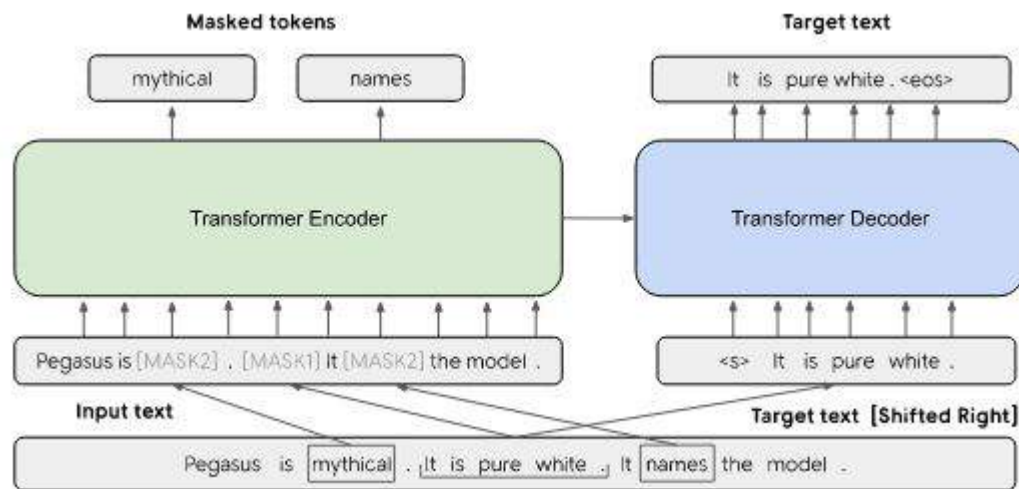 Masked tokens
Target text
mythical
names
It is pure white . <eos>
Transformer Encoder
Transformer Decoder
Pegasus is [MASK2] . [MASK1] It [MASK2] the model .
<s> It is pure white .
Input text
Target text [Shifted Right]
Pegasus is mythical . It is pure white . It names the model .